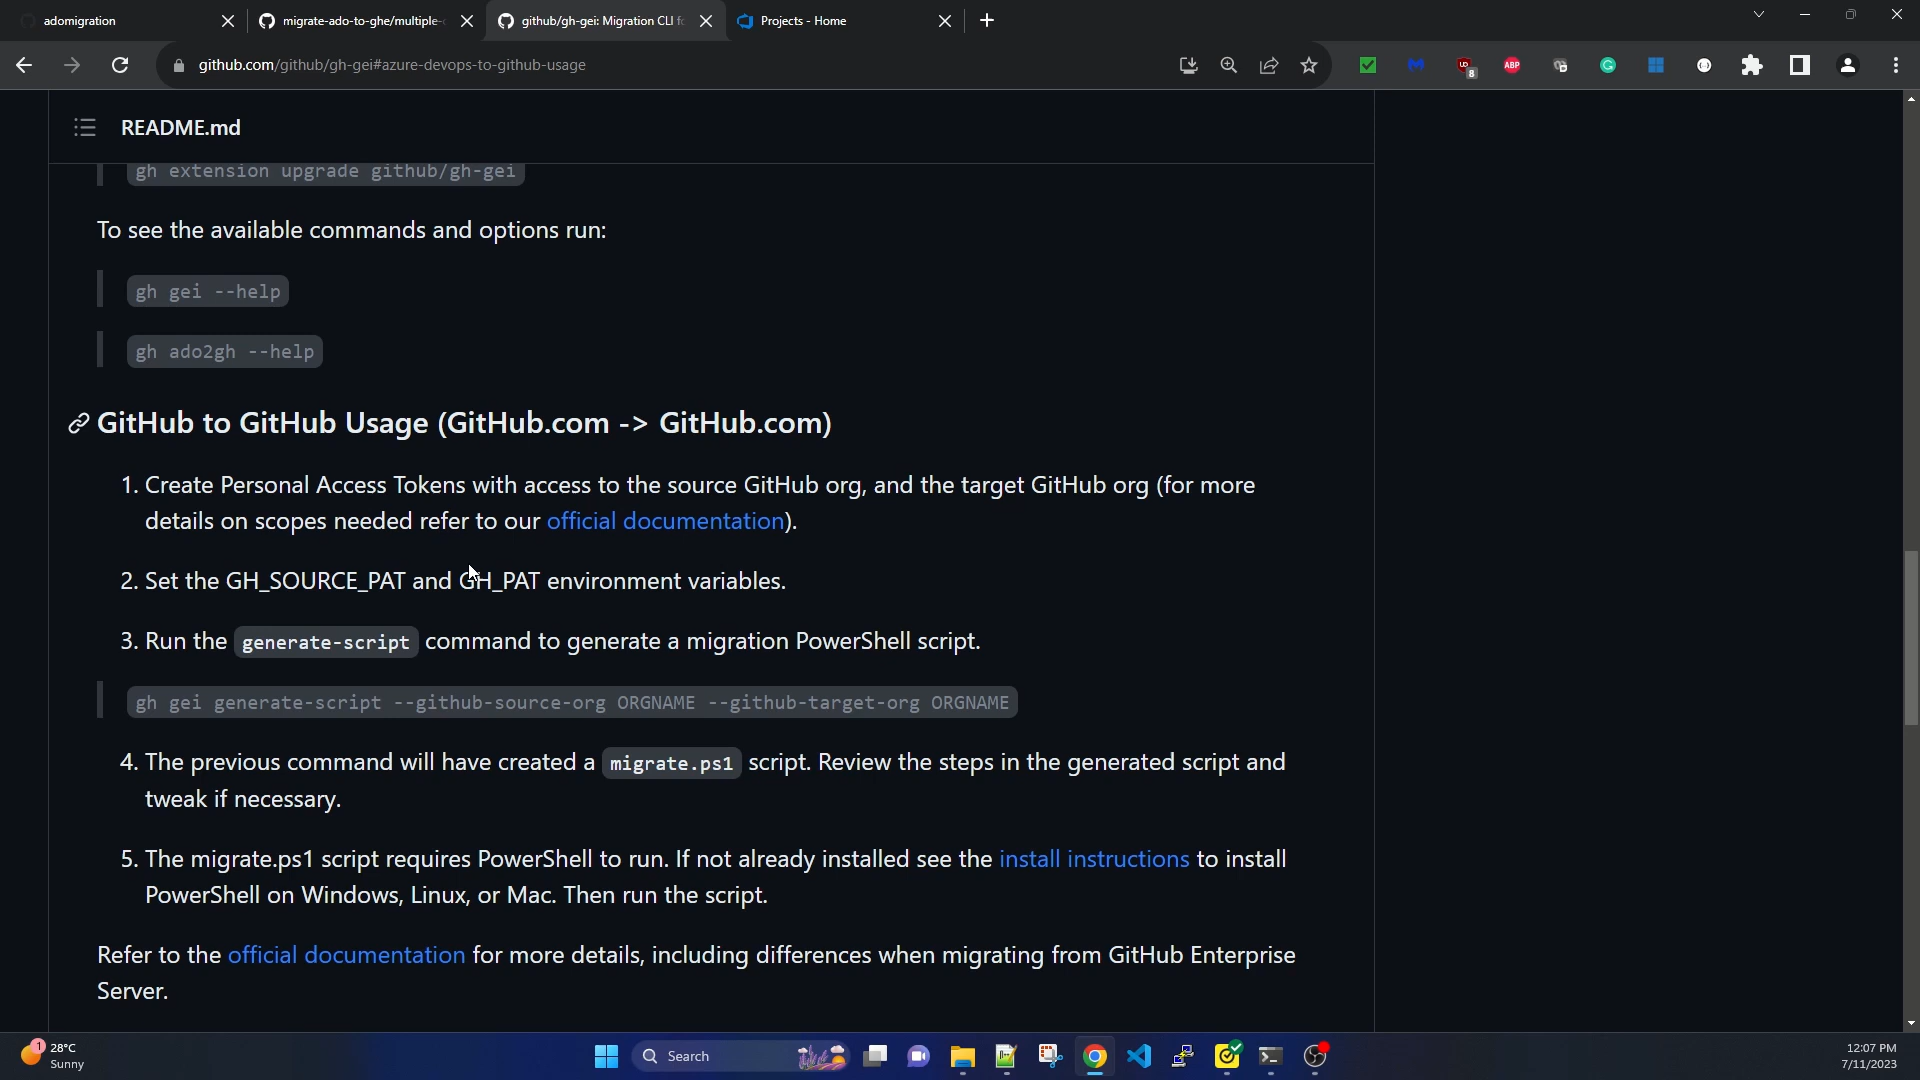 adomigration
migrate-ado-to-ghe/multiple-
github/gh-gei: Migration CLI f
Projects - Home
github.com/github/gh-gei#azure-devops-to-github-usage
8
ABP
README.md
gh extension upgrade github/gh-gei
To see the available commands and options run:
gh gei --help
gh ado2gh --help
GitHub to GitHub Usage (GitHub.com -> GitHub.com)
1. Create Personal Access Tokens with access to the source GitHub org, and the target GitHub org (for more
details on scopes needed refer to our official documentation).
2. Set the GH_SOURCE_PAT and GH_PAT environment variables.
3. Run the generate-script command to generate a migration PowerShell script.
gh gei generate-script --github-source-org ORGNAME --github-target-org ORGNAME
4. The previous command will have created a migrate.ps1 script. Review the steps in the generated script and
tweak if necessary.
5. The migrate.ps1 script requires PowerShell to run. If not already installed see the install instructions to install
PowerShell on Windows, Linux, or Mac. Then run the script.
Refer to the official documentation for more details, including differences when migrating from GitHub Enterprise
Server.
1
28°C
Sunny
Search
12:07 PM
7/11/2023